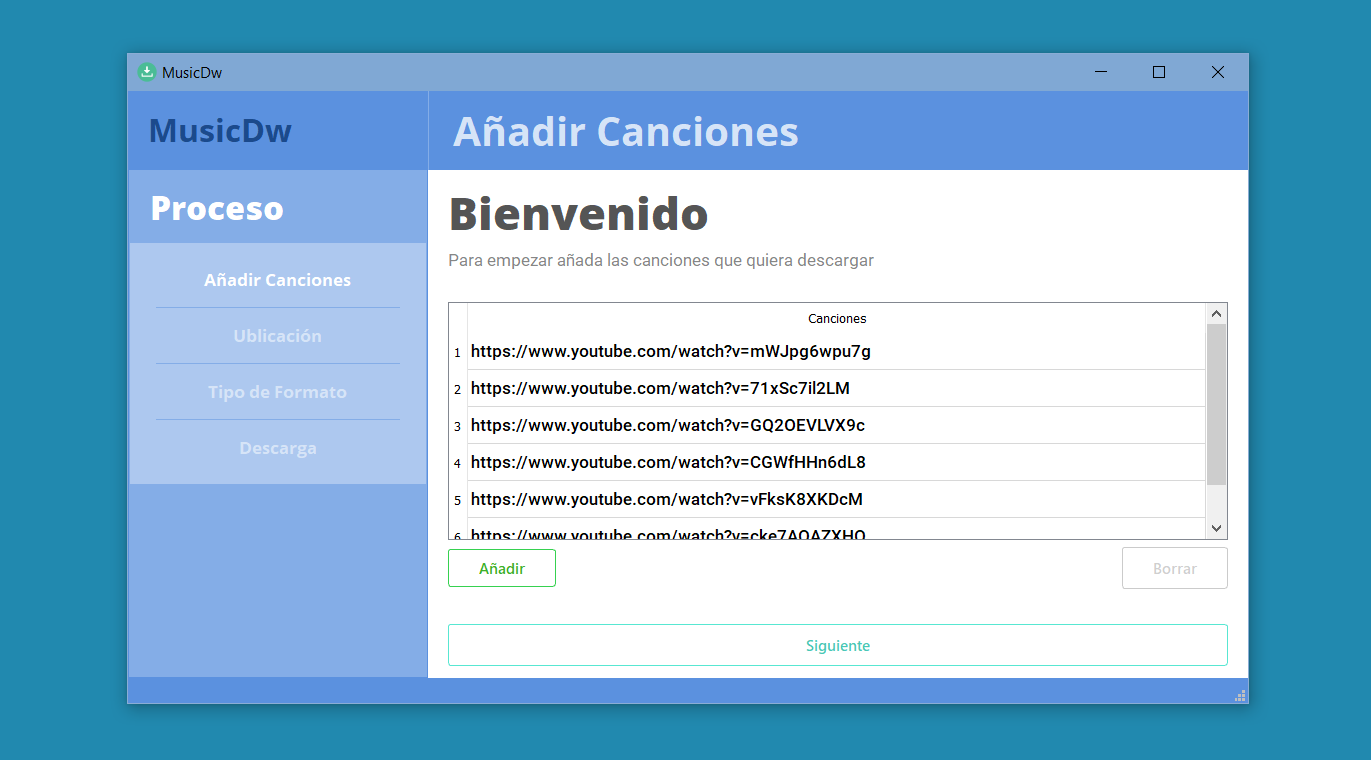 MusicDw
MusicDw
Añadir Canciones
Proceso
Añadir Canciones
Ublicación
Tipo de Formato
Descarga
Bienvenido
Para empezar añada las canciones que quiera descargar
Canciones
1 https://www.youtube.com/watch?v=mWJpg6wpu7g
2 https://www.youtube.com/watch?v=71xSc7il2LM
3 https://www.youtube.com/watch?v=GQ2OEVLVX9c
4 https://www.youtube.com/watch?v=CGWfHHn6dL8
5 https://www.youtube.com/watch?v=vFksK8XKDcM
6
Añadir
Borrar
Siguiente